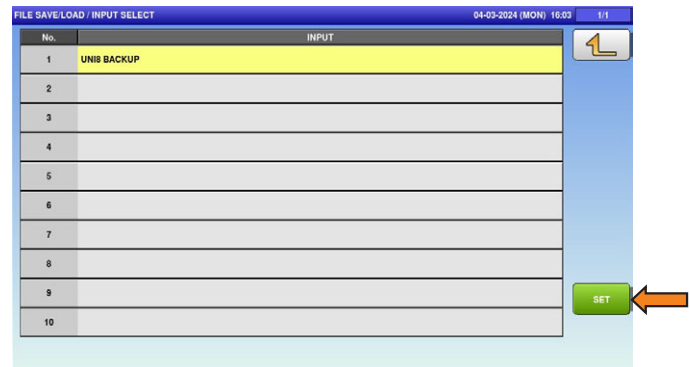 FILE SAVE/LOAD / INPUT SELECT 04-03-2024 (MON) 16:03 1/1
No. INPUT
1 UNI8 BACKUP
2
3
4
5
6
7
8
9
SET
10